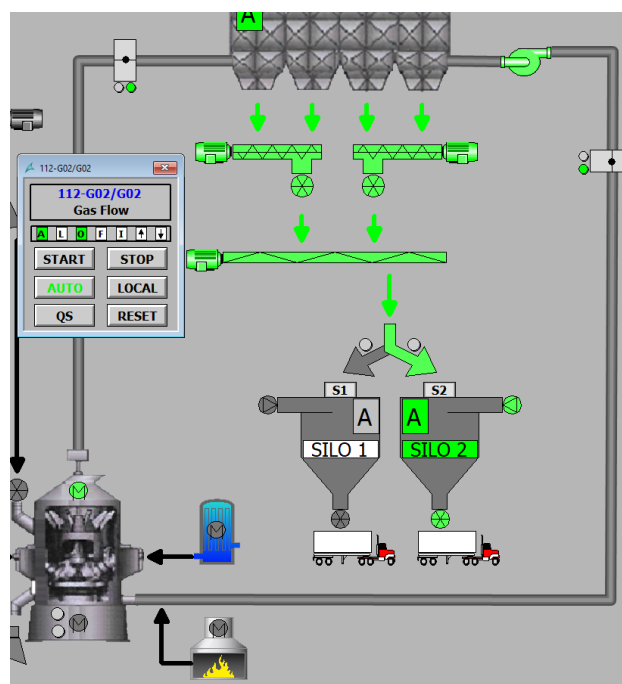 A
112-G02/G02
112-G02/G02
Gas Flow
A L O F I
START STOP
AUTO LOCAL
QS RESET
S1 S2
A A
SILO 1 SILO 2
M
M
M
M